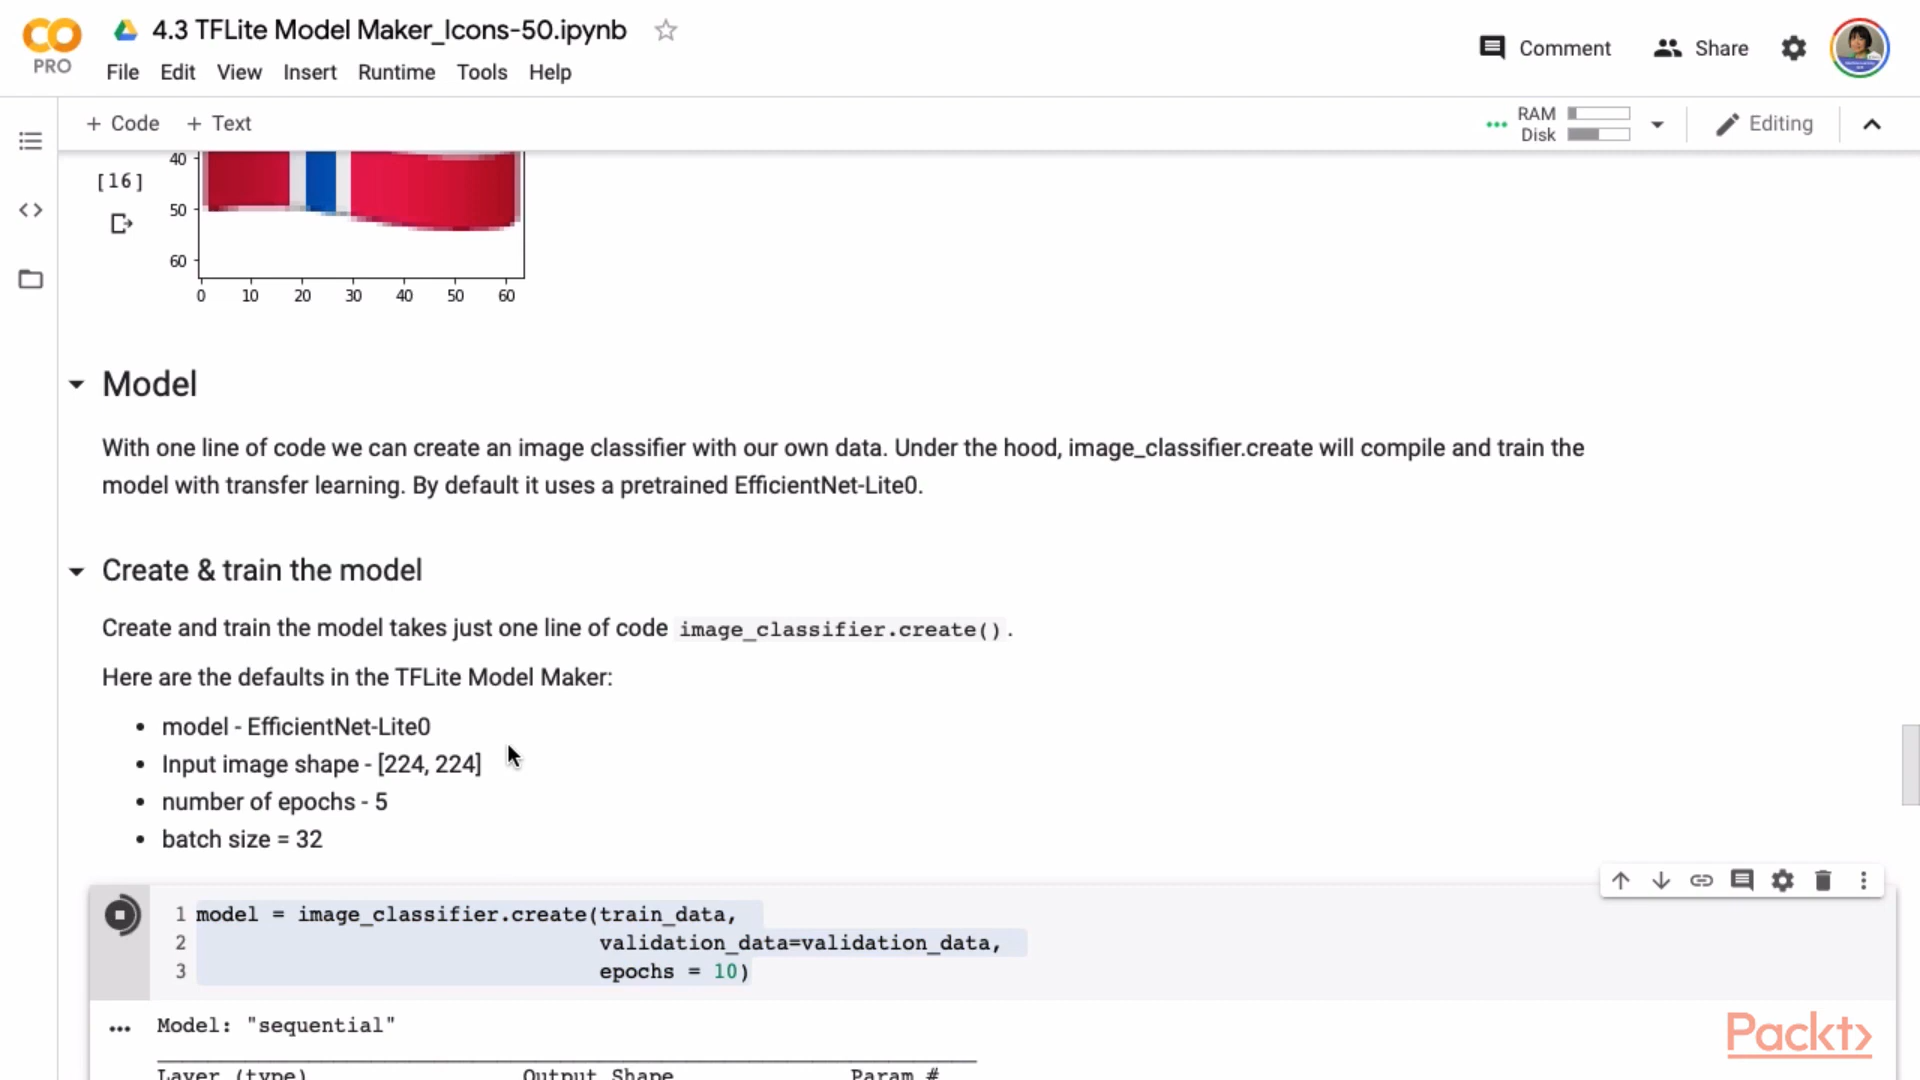 4.3 TFLite Model Maker_Icons-50.ipynb
PRO
File Edit View Insert Runtime Tools Help
Comment Share
+ Code + Text
RAM
Disk
Editing
[16]
40
50
60
0 10 20 30 40 50 60
Model
With one line of code we can create an image classifier with our own data. Under the hood, image_classifier.create will compile and train the
model with transfer learning. By default it uses a pretrained EfficientNet-Lite0.
Create & train the model
Create and train the model takes just one line of code image_classifier.create().
Here are the defaults in the TFLite Model Maker:
• model - EfficientNet-Lite0
• Input image shape - [224, 224]
• number of epochs - 5
• batch size = 32
1 model = image_classifier.create(train_data,
2 validation_data=validation_data,
3 epochs = 10)
Model: "sequential"
Layer (type) Output Shape Param #
Packt>